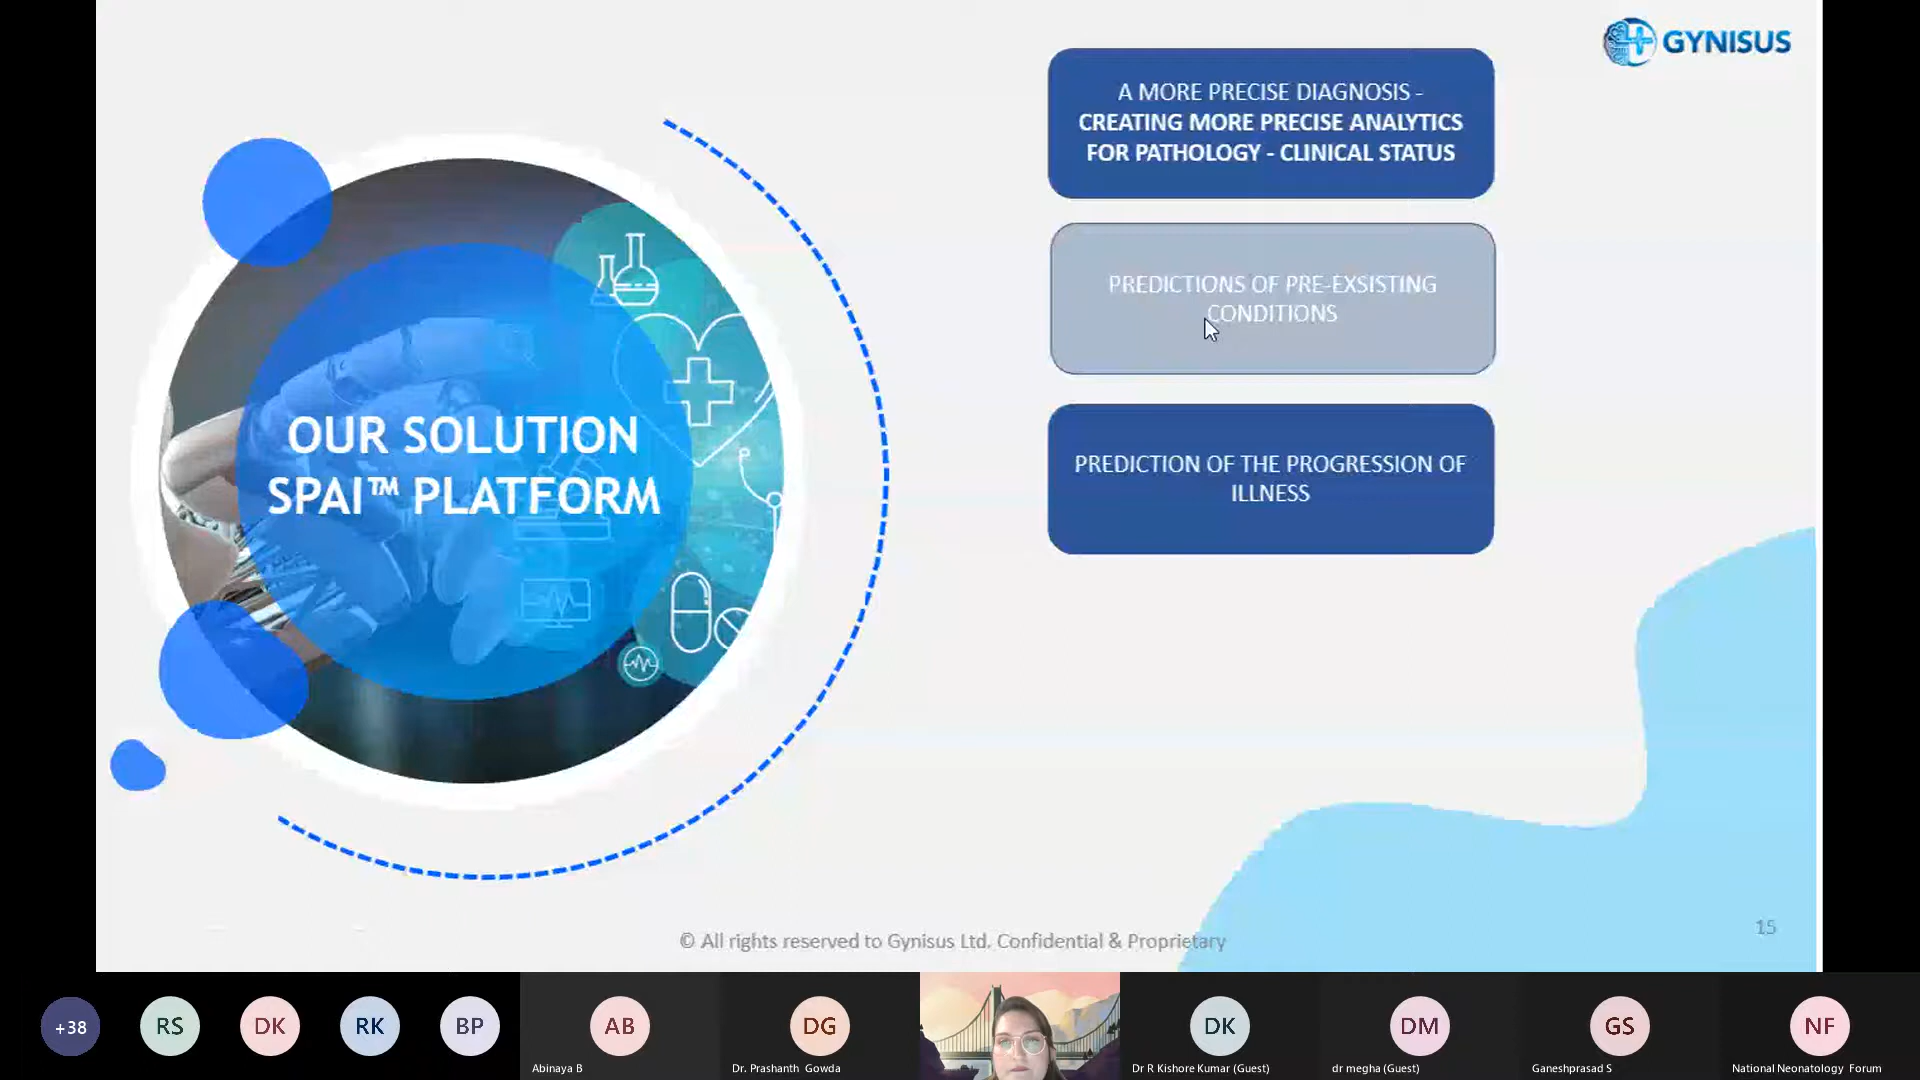 GYNISUS
A MORE PRECISE DIAGNOSIS -
CREATING MORE PRECISE ANALYTICS
FOR PATHOLOGY - CLINICAL STATUS
PREDICTIONS OF PRE-EXSISTING
CONDITIONS
PREDICTION OF THE PROGRESSION OF
ILLNESS
OUR SOLUTION
SPAI™ PLATFORM
© All rights reserved to Gynisus Ltd. Confidential & Proprietary
15
+38
RS
DK
RK
BP
AB
DG
DK
DM
GS
NF
Abinaya B
Dr. Prashanth Gowda
Dr R Kishore Kumar (Guest)
dr megha (Guest)
Ganeshprasad S
National Neonatology Forum